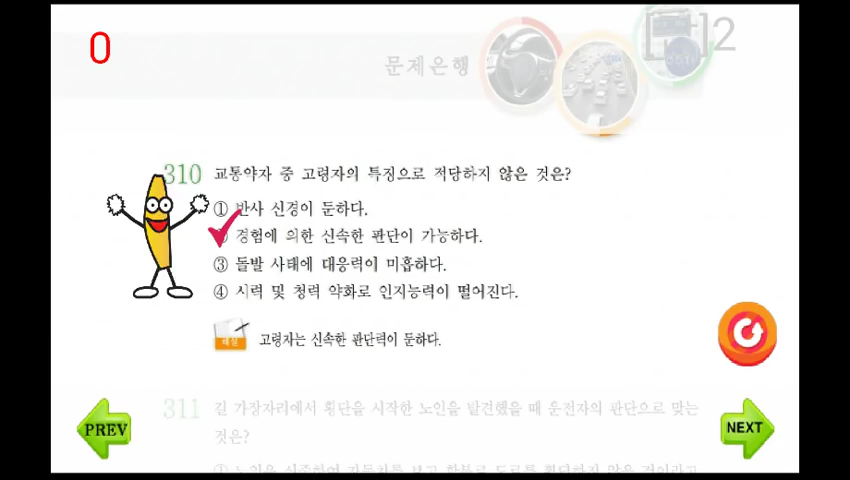 0
[ ]2
문제은행
310 교통약자 중 고령자의 특징으로 적당하지 않은 것은?
① 반사 신경이 둔하다.
경험에 의한 신속한 판단이 가능하다.
③ 돌발 사태에 대응력이 미흡하다.
④ 시력 및 청력 약화로 인지능력이 떨어진다.
해설 고령자는 신속한 판단력이 둔하다.
311 길 가장자리에서 횡단을 시작한 노인을 발견했을 때 운전자의 판단으로 맞는
것은?
PREV
NEXT